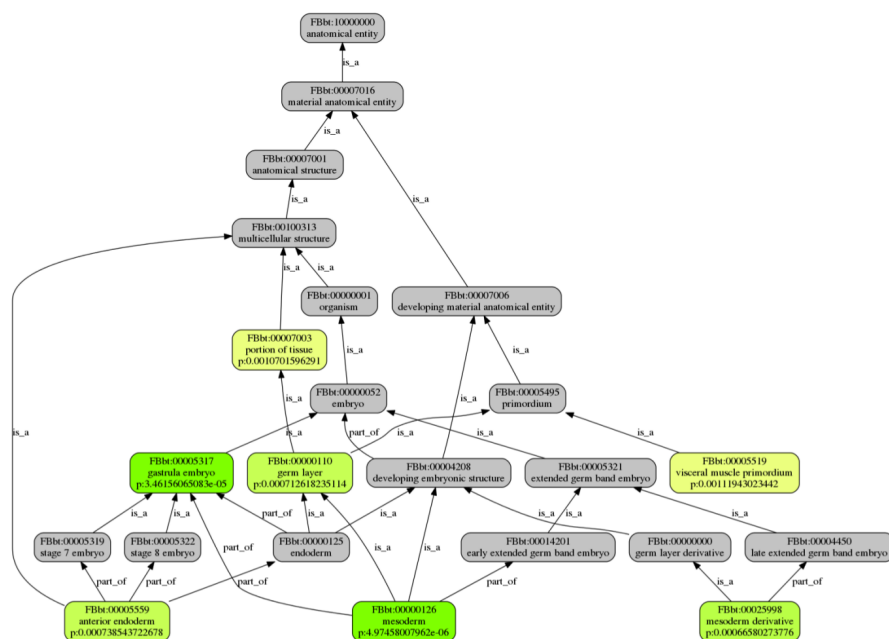 FBbt:10000000
anatomical entity
is_a
FBbt:00007016
material anatomical entity
is_a
FBbt:00007001
anatomical structure
is_a
is_a
FBbt:00100313
multicellular structure
is_a
is_a
FBbt:00000001
organism
FBbt:00007006
developing material anatomical entity
FBbt:00007003
portion of tissue
p:0.0010701596291
is_a
is_a
FBbt:00000052
embryo
FBbt:00005495
primordium
is_a
is_a
is_a
is_a
part_of
is_a
is_a
is_a
FBbt:00005317
gastrula embryo
p:3.46156065083e-05
FBbt:00000110
germ layer
p:0.000712618235114
FBbt:00004208
developing embryonic structure
FBbt:00005321
extended germ band embryo
FBbt:00005519
visceral muscle primordium
p:0.00111943023442
is_a
is_a
part_of
is_a
is_a
is_a
is_a
is_a
FBbt:00005319
stage 7 embryo
FBbt:00005322
stage 8 embryo
FBbt:00000125
endoderm
FBbt:00014201
early extended germ band embryo
FBbt:00000000
germ layer derivative
FBbt:00004450
late extended germ band embryo
part_of
part_of
part_of
part_of
is_a
is_a
part_of
is_a
part_of
FBbt:00005559
anterior endoderm
p:0.000738543722678
FBbt:00000126
mesoderm
p:4.97458007962e-06
FBbt:00025998
mesoderm derivative
p:0.00066580273776